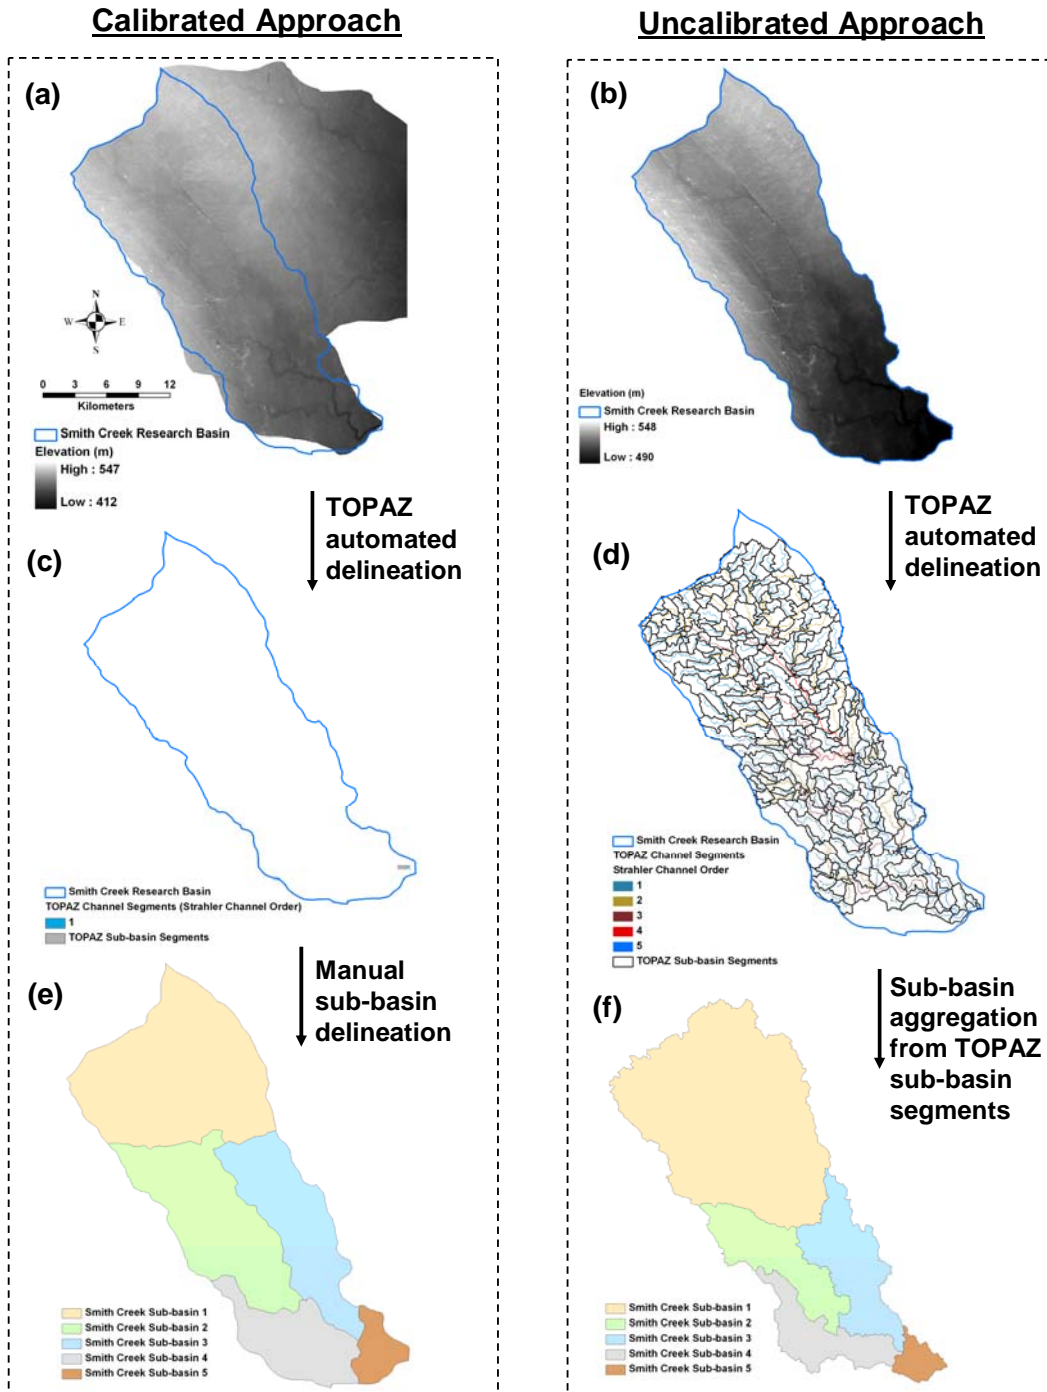 Calibrated Approach
Uncalibrated Approach
(a)
N
W E
S
0 3 6 9 12
Kilometers
Smith Creek Research Basin
Elevation (m)
High : 547
Low : 412
(b)
Elevation (m)
Smith Creek Research Basin
High : 548
Low : 490
TOPAZ
automated
delineation
TOPAZ
automated
delineation
(c)
Smith Creek Research Basin
TOPAZ Channel Segments (Strahler Channel Order)
1
TOPAZ Sub-basin Segments
(d)
Smith Creek Research Basin
TOPAZ Channel Segments
Strahler Channel Order
1
2
3
4
5
TOPAZ Sub-basin Segments
Manual
sub-basin
delineation
Sub-basin
aggregation
from TOPAZ
sub-basin
segments
(e)
Smith Creek Sub-basin 1
Smith Creek Sub-basin 2
Smith Creek Sub-basin 3
Smith Creek Sub-basin 4
Smith Creek Sub-basin 5
(f)
Smith Creek Sub-basin 1
Smith Creek Sub-basin 2
Smith Creek Sub-basin 3
Smith Creek Sub-basin 4
Smith Creek Sub-basin 5